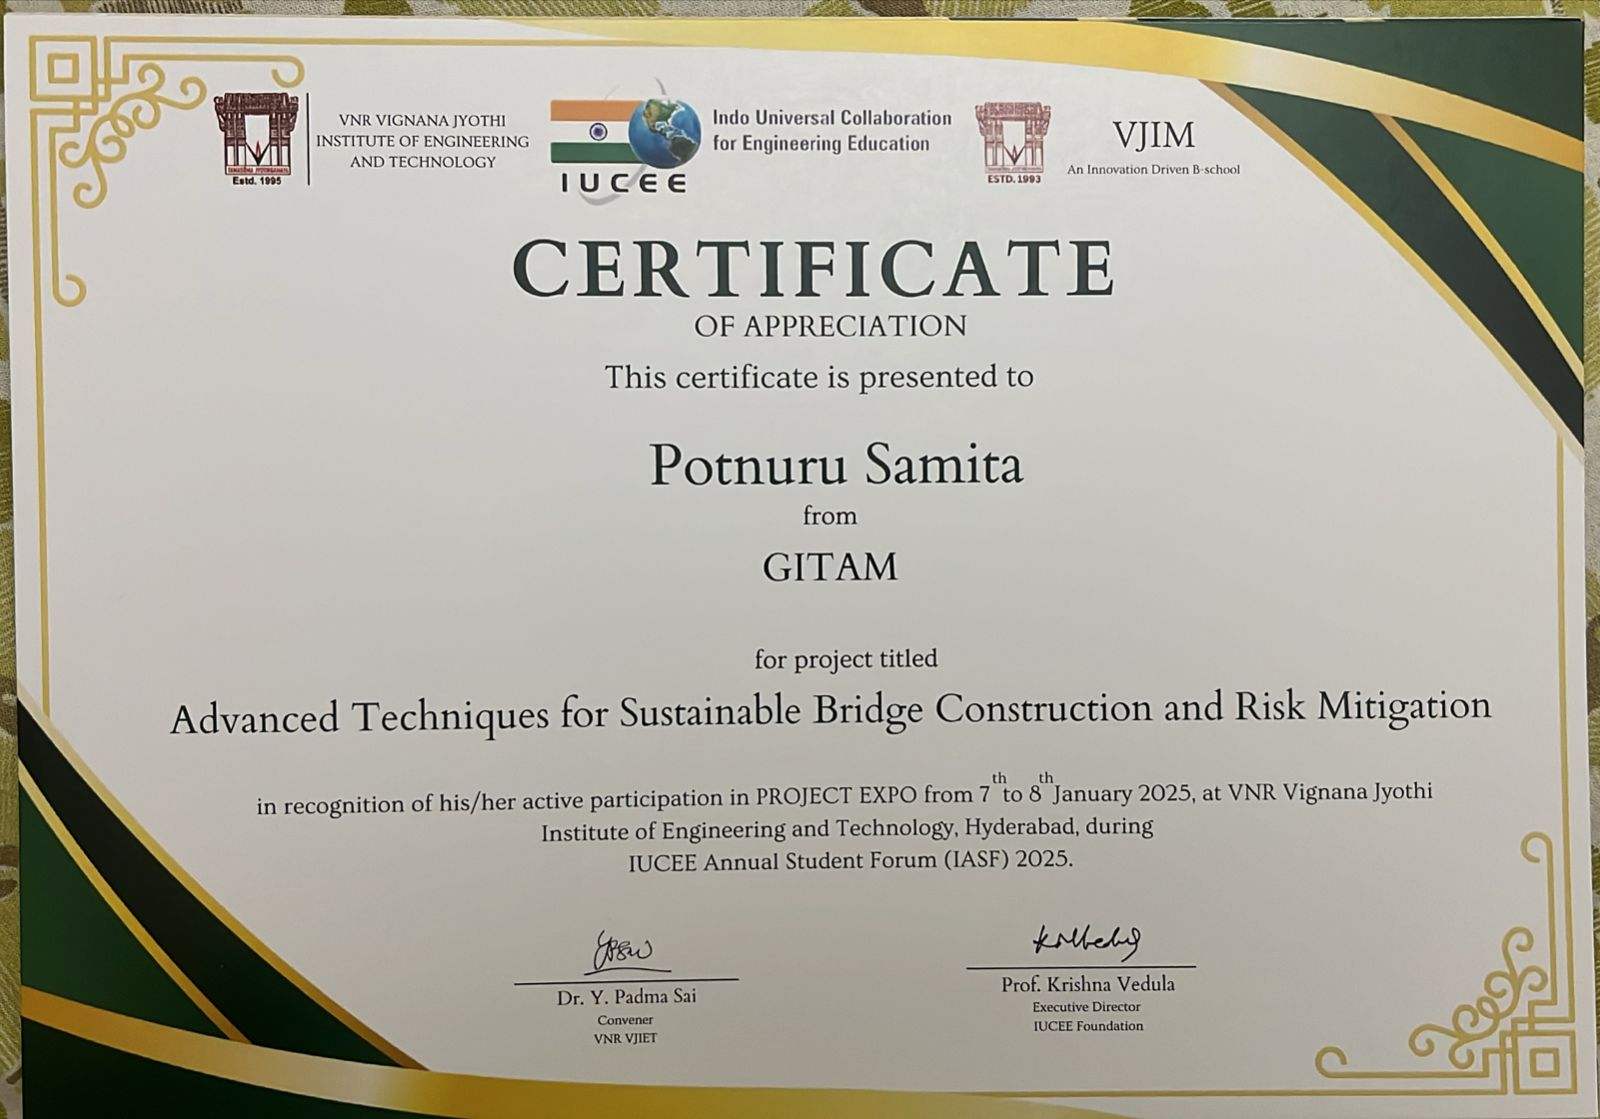 VNR VIGNANA JYOTHI
INSTITUTE OF ENGINEERING
AND TECHNOLOGY
Estd. 1995
IUCEE
Indo Universal Collaboration
for Engineering Education
ESTD. 1993
VJIM
An Innovation Driven B-school
CERTIFICATE
OF APPRECIATION
This certificate is presented to
Potnuru Samita
from
GITAM
for project titled
Advanced Techniques for Sustainable Bridge Construction and Risk Mitigation
in recognition of his/her active participation in PROJECT EXPO from 7th to 8th January 2025, at VNR Vignana Jyothi
Institute of Engineering and Technology, Hyderabad, during
IUCEE Annual Student Forum (IASF) 2025.
Dr. Y. Padma Sai
Convener
VNR VJIET
Prof. Krishna Vedula
Executive Director
IUCEE Foundation